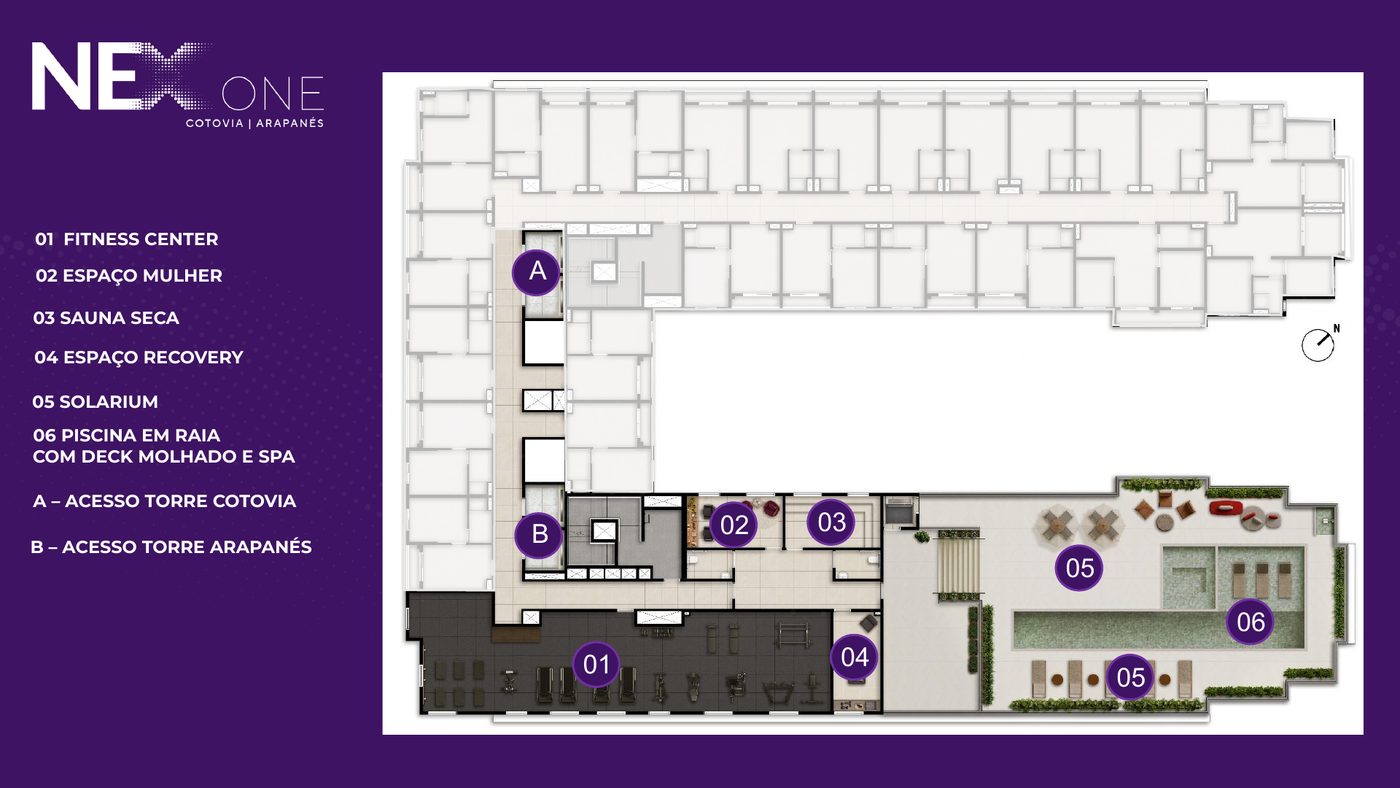 NEX ONE
COTOVIA | ARAPANÉS
01 FITNESS CENTER
02 ESPAÇO MULHER
03 SAUNA SECA
04 ESPAÇO RECOVERY
05 SOLARIUM
06 PISCINA EM RAIA
COM DECK MOLHADO E SPA
A – ACESSO TORRE COTOVIA
B – ACESSO TORRE ARAPANÉS
A
N
B
02
03
05
06
01
04
05